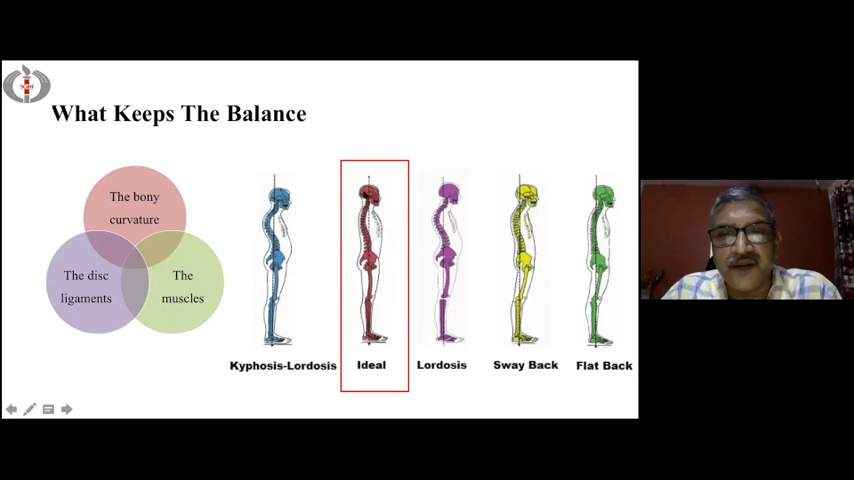 What Keeps The Balance
The bony
curvature
The disc
ligaments
The
muscles
Kyphosis-Lordosis
Ideal
Lordosis
Sway Back
Flat Back